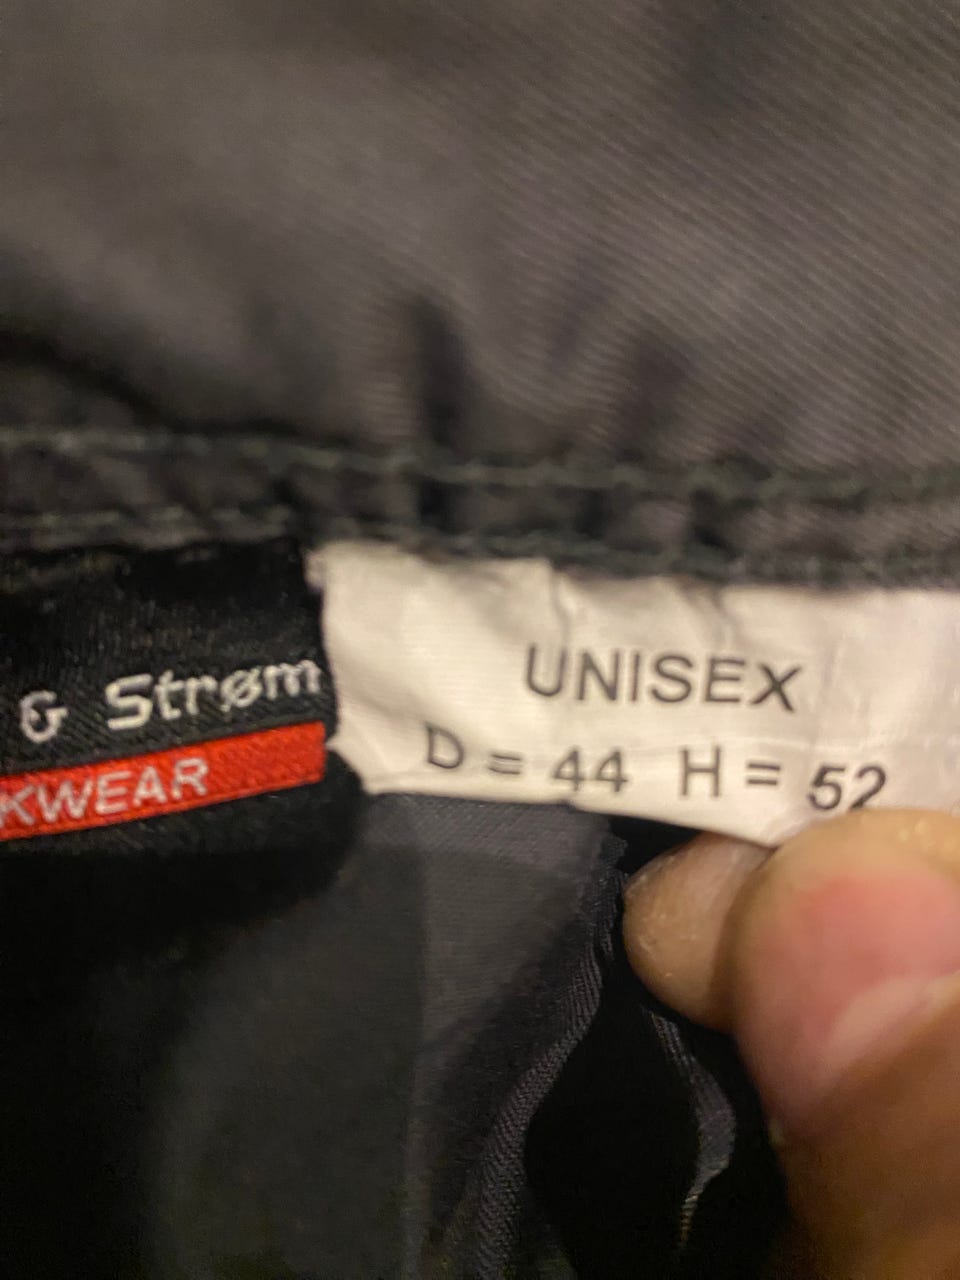 & Strøm
KWEAR
UNISEX
D = 44 H = 52